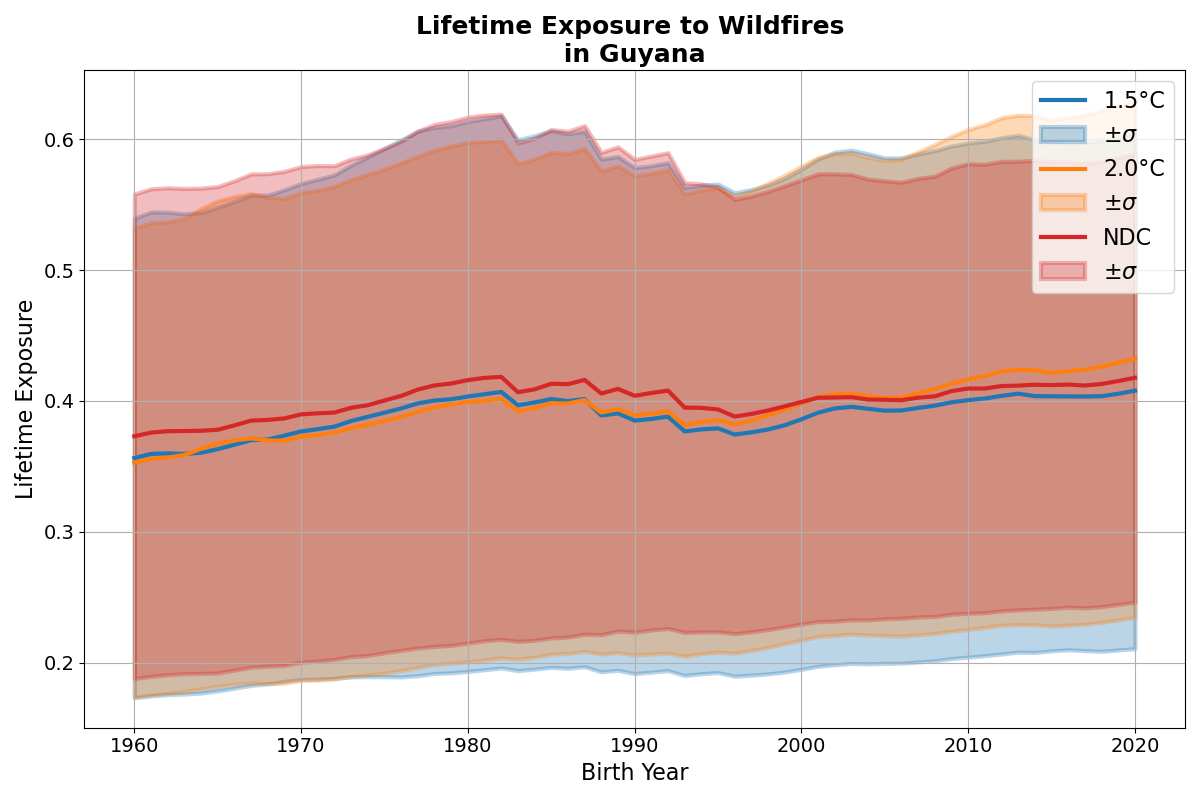 Lifetime Exposure to Wildfires
in Guyana
Lifetime Exposure
0.6
0.5
0.4
0.3
0.2
1.5°C
±σ
2.0°C
±σ
NDC
±σ
1960
1970
1980
1990
2000
2010
2020
Birth Year